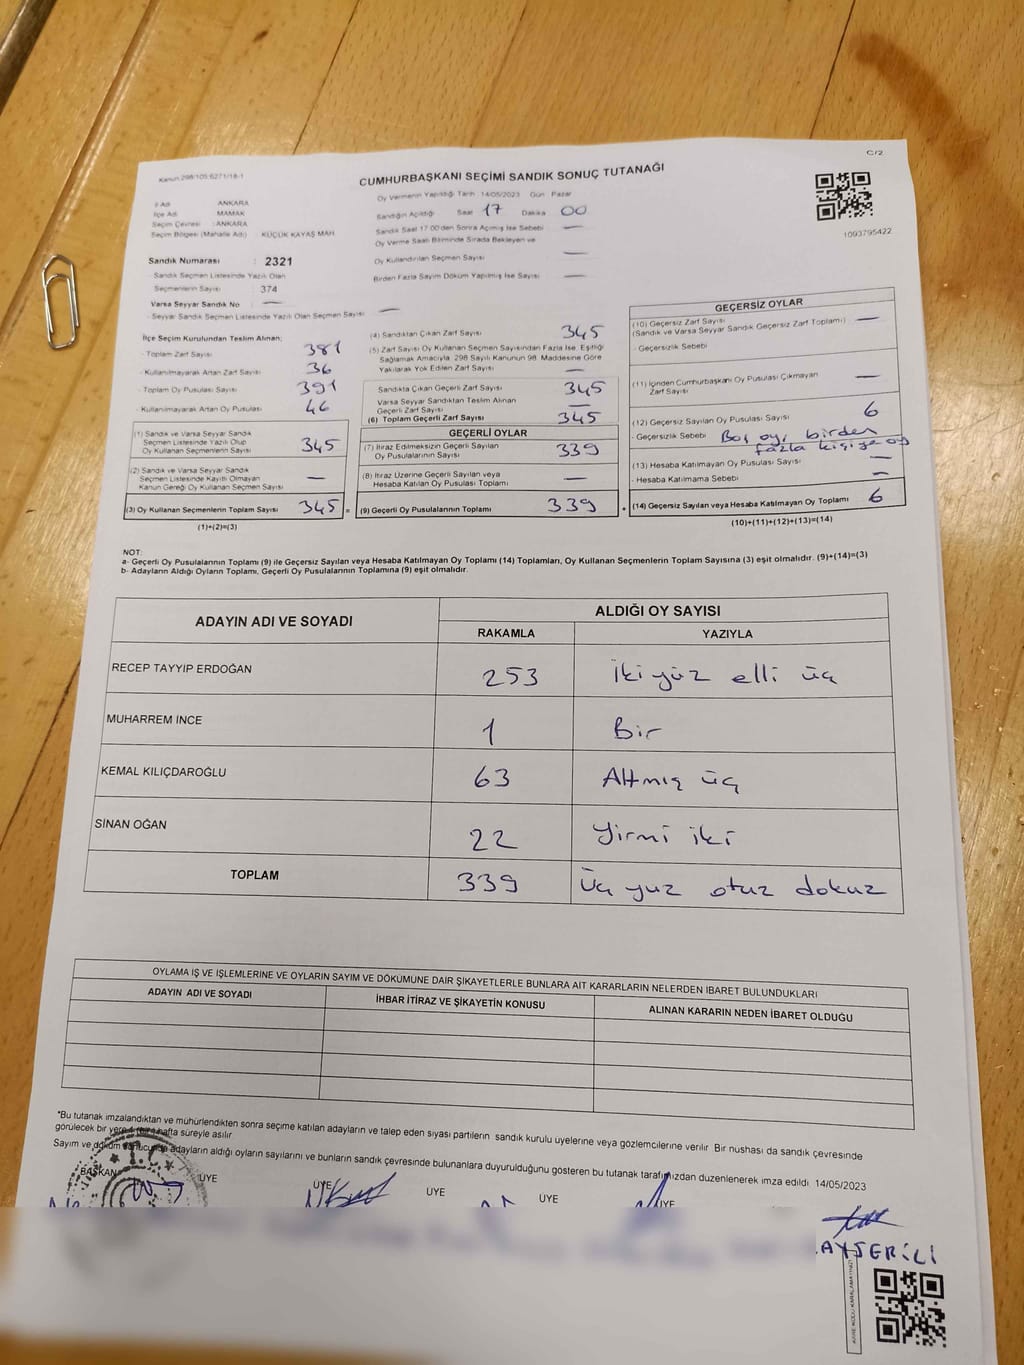 C/2
Kanun 298/105;6271/18-1
CUMHURBAŞKANI SEÇİMİ SANDIK SONUÇ TUTANAĞI
İl Adı : ANKARA
İlçe Adı : MAMAK
Seçim Çevresi : ANKARA
Seçim Bölgesi (Mahalle Adı) : KÜÇÜK KAYAŞ MAH.
Sandık Numarası : 2321
- Sandık Seçmen Listesinde Yazılı Olan
Seçmenlerin Sayısı : 374
Varsa Seyyar Sandık No —
- Seyyar Sandık Seçmen Listesinde Yazılı Olan Seçmen Sayısı —
Oy Vermenin Yapıldığı Tarih 14/05/2023 Gün Pazar
Sandığın Açıldığı Saat 17 Dakika 00
Sandık Saat 17:00'den Sonra Açılmış İse Sebebi —
Oy Verme Saati Bitiminde Sırada Bekleyen ve
Oy Kullandırılan Seçmen Sayısı —
Birden Fazla Sayım Döküm Yapılmış İse Sayısı —
1093795422
İlçe Seçim Kurulundan Teslim Alınan;
- Toplam Zarf Sayısı 381
- Kullanılmayarak Artan Zarf Sayısı 36
- Toplam Oy Pusulası Sayısı 391
- Kullanılmayarak Artan Oy Pusulası 46
(1) Sandık ve Varsa Seyyar Sandık
Seçmen Listesinde Yazılı Olup
Oy Kullanan Seçmenlerin Sayısı 345
(2) Sandık ve Varsa Seyyar Sandık
Seçmen Listesinde Kayıtlı Olmayan
Kanun Gereği Oy Kullanan Seçmen Sayısı —
(3) Oy Kullanan Seçmenlerin Toplam Sayısı 345 =
(1)+(2)=(3)
(4) Sandıktan Çıkan Zarf Sayısı 345
(5) Zarf Sayısı Oy Kullanan Seçmen Sayısından Fazla İse, Eşitliği
Sağlamak Amacıyla, 298 Sayılı Kanunun 98. Maddesine Göre
Yakılarak Yok Edilen Zarf Sayısı —
Sandıkta Çıkan Geçerli Zarf Sayısı 345
Varsa Seyyar Sandıktan Teslim Alınan
Geçerli Zarf Sayısı —
(6) Toplam Geçerli Zarf Sayısı 345
GEÇERLİ OYLAR
(7) İtiraz Edilmeksizin Geçerli Sayılan
Oy Pusulalarının Sayısı 339
(8) İtiraz Üzerine Geçerli Sayılan veya
Hesaba Katılan Oy Pusulası Toplamı —
(9) Geçerli Oy Pusulalarının Toplamı 339 +
GEÇERSİZ OYLAR
(10) Geçersiz Zarf Sayısı
(Sandık ve Varsa Seyyar Sandık Geçersiz Zarf Toplamı) —
- Geçersizlik Sebebi
(11) İçinden Cumhurbaşkanı Oy Pusulası Çıkmayan
Zarf Sayısı —
(12) Geçersiz Sayılan Oy Pusulası Sayısı 6
- Geçersizlik Sebebi Boş oy, birden
fazla kişiye oy
(13) Hesaba Katılmayan Oy Pusulası Sayısı —
- Hesaba Katılmama Sebebi —
(14) Geçersiz Sayılan veya Hesaba Katılmayan Oy Toplamı 6
(10)+(11)+(12)+(13)=(14)
NOT:
a- Geçerli Oy Pusulalarının Toplamı (9) ile Geçersiz Sayılan veya Hesaba Katılmayan Oy Toplamı (14) Toplamları, Oy Kullanan Seçmenlerin Toplam Sayısına (3) eşit olmalıdır. (9)+(14)=(3)
b- Adayların Aldığı Oyların Toplamı, Geçerli Oy Pusulalarının Toplamına (9) eşit olmalıdır.
ADAYIN ADI VE SOYADI
ALDIĞI OY SAYISI
RAKAMLA YAZIYLA
RECEP TAYYIP ERDOĞAN 253 İki yüz elli üç
MUHARREM İNCE 1 Bir
KEMAL KILIÇDAROĞLU 63 Altmış üç
SİNAN OĞAN 22 Yirmi iki
TOPLAM 339 Üç yuz otuz dokuz
OYLAMA İŞ VE İŞLEMLERİNE VE OYLARIN SAYIM VE DÖKÜMÜNE DAİR ŞİKAYETLERLE BUNLARA AİT KARARLARIN NELERDEN İBARET BULUNDUKLARI
ADAYIN ADI VE SOYADI İHBAR İTİRAZ VE ŞİKAYETİN KONUSU ALINAN KARARIN NEDEN İBARET OLDUĞU
*Bu tutanak imzalandıktan ve mühürlendikten sonra seçime katılan adayların ve talep eden siyasi partilerin sandık kurulu üyelerine veya gözlemcilerine verilir. Bir nushası da sandık çevresinde
görülecek bir yere 1 hafta süreyle asılır
Sayım ve döküm sonucunda adayların aldığı oyların sayılarını ve bunların sandık çevresinde bulunanlara duyurulduğunu gösteren bu tutanak tarafımızdan düzenlenerek imza edildi 14/05/2023
BAŞKAN ÜYE ÜYE ÜYE ÜYE ÜYE
T.C.
AYSERİLİ